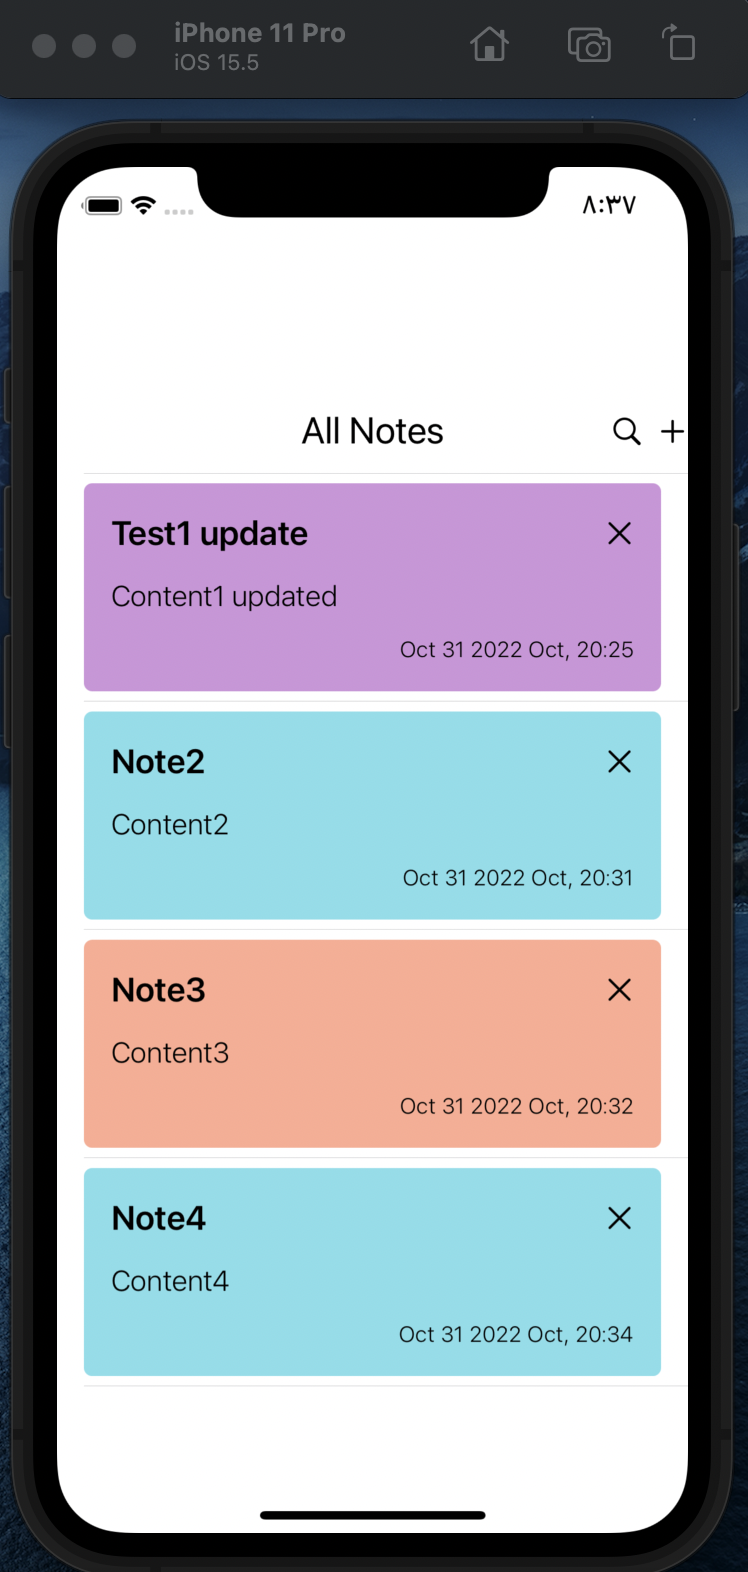 iPhone 11 Pro
iOS 15.5
٨:٣٧
All Notes
Test1 update
Content1 updated
Oct 31 2022 Oct, 20:25
Note2
Content2
Oct 31 2022 Oct, 20:31
Note3
Content3
Oct 31 2022 Oct, 20:32
Note4
Content4
Oct 31 2022 Oct, 20:34